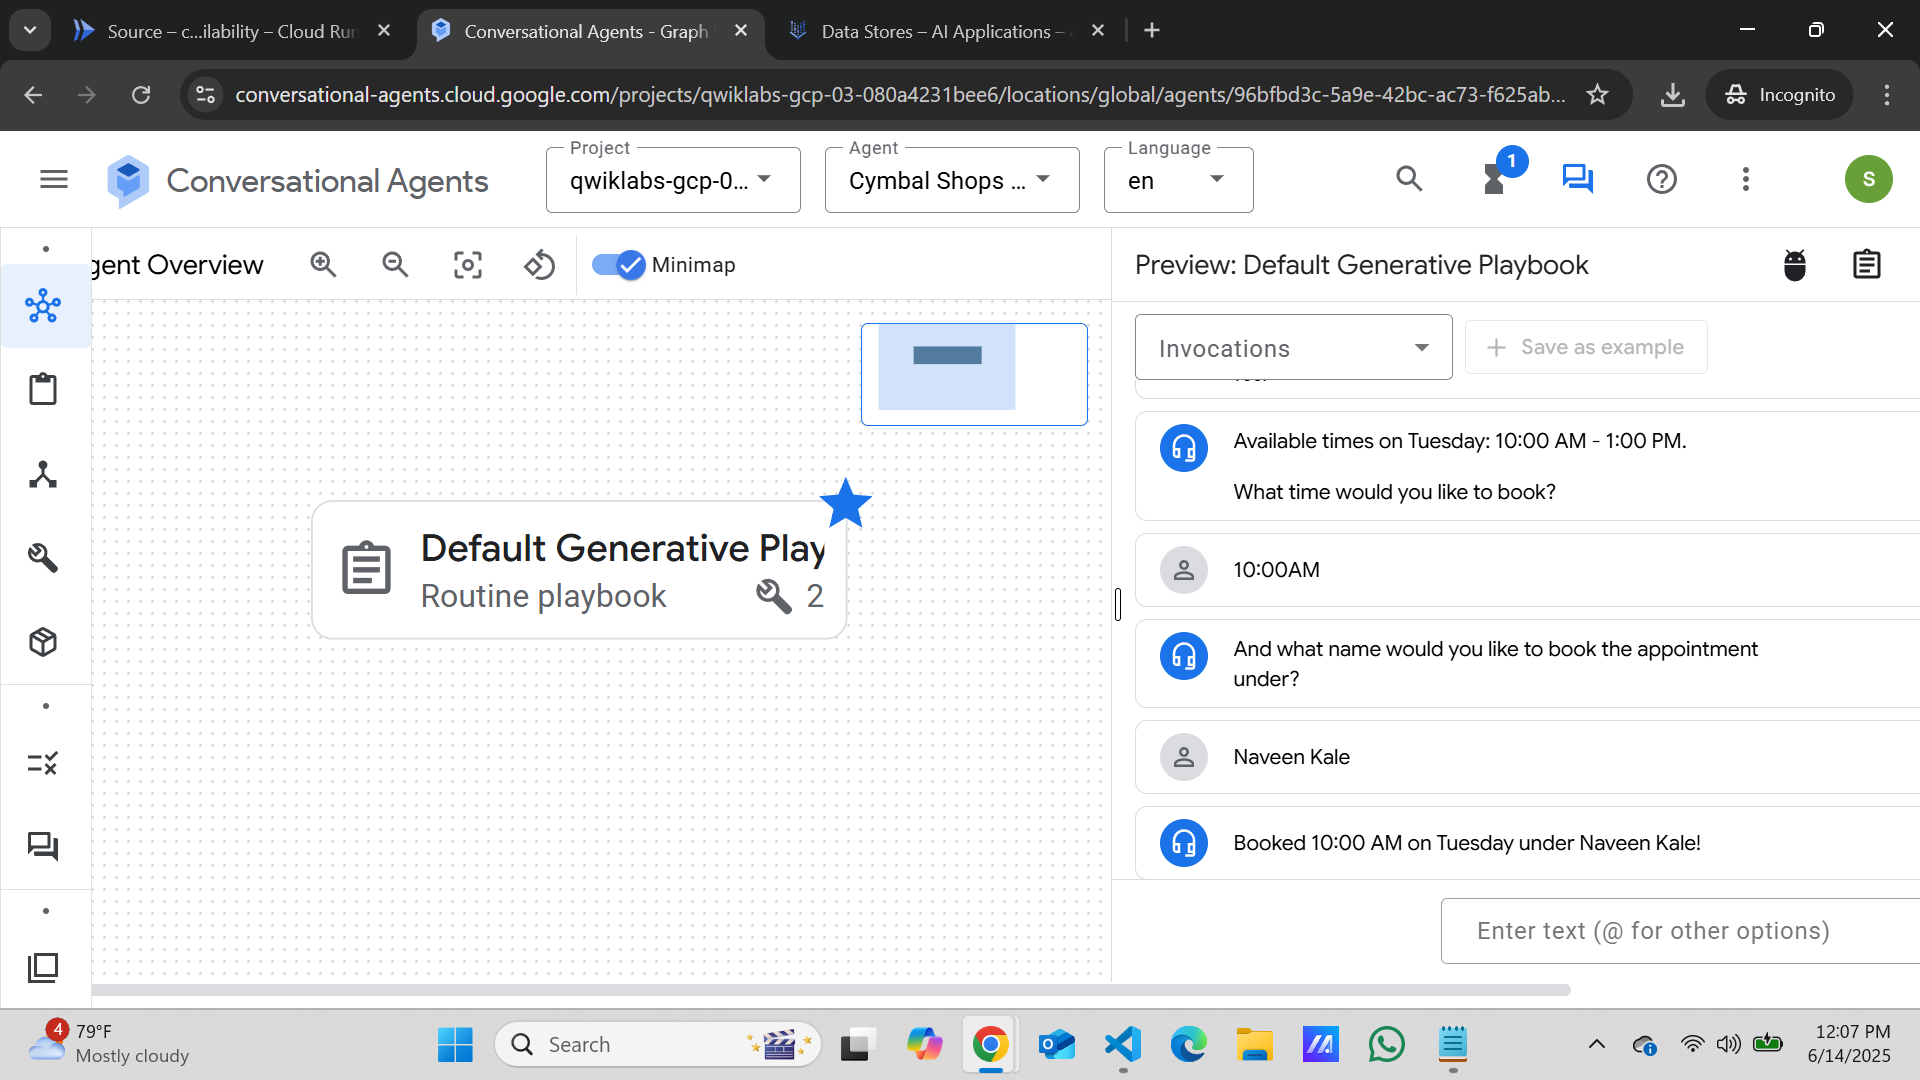 Source – c...ilability – Cloud Run
Conversational Agents - Graph
Data Stores – AI Applications –
conversational-agents.cloud.google.com/projects/qwiklabs-gcp-03-080a4231bee6/locations/global/agents/96bfbd3c-5a9e-42bc-ac73-f625ab...
Incognito
Conversational Agents
Project
qwiklabs-gcp-0...
Agent
Cymbal Shops ...
Language
en
1
S
gent Overview
Minimap
Preview: Default Generative Playbook
Invocations
Save as example
Available times on Tuesday: 10:00 AM - 1:00 PM.
What time would you like to book?
10:00AM
And what name would you like to book the appointment
under?
Naveen Kale
Booked 10:00 AM on Tuesday under Naveen Kale!
Enter text (@ for other options)
Default Generative Play
Routine playbook
2
4
79°F
Mostly cloudy
Search
12:07 PM
6/14/2025